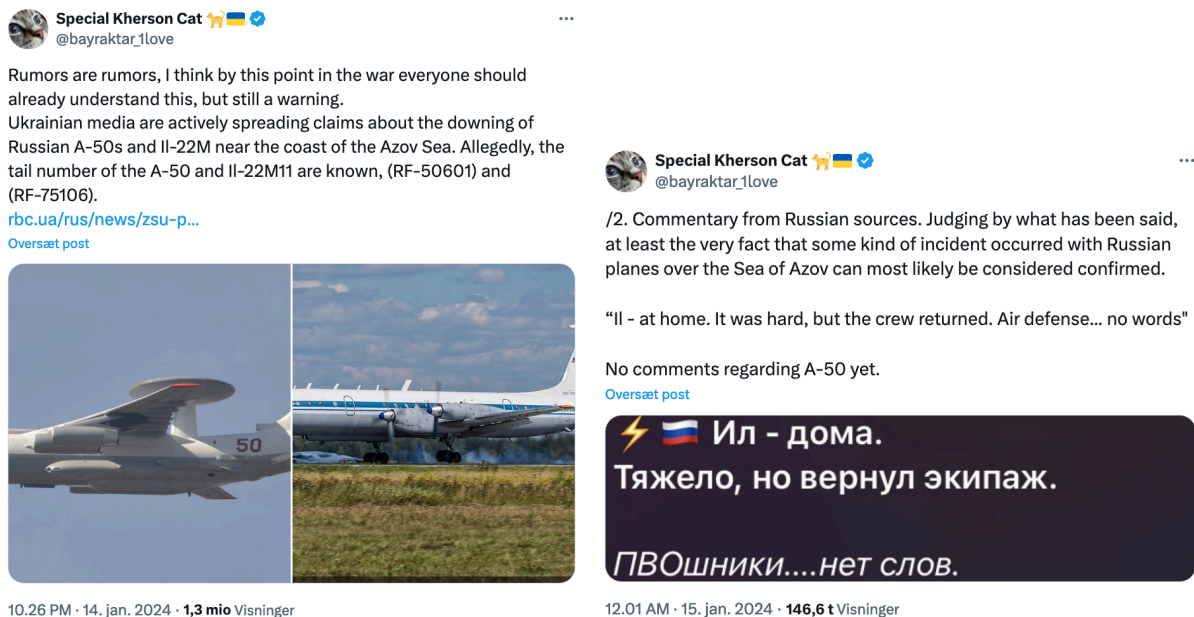 Special Kherson Cat 🐈🇺🇦
@bayraktar_1love
Rumors are rumors, I think by this point in the war everyone should
already understand this, but still a warning.
Ukrainian media are actively spreading claims about the downing of
Russian A-50s and Il-22M near the coast of the Azov Sea. Allegedly, the
tail number of the A-50 and Il-22M11 are known, (RF-50601) and
(RF-75106).
rbc.ua/rus/news/zsu-p...
Oversæt post
50
10.26 PM · 14. jan. 2024 · 1,3 mio Visninger
Special Kherson Cat 🐈🇺🇦
@bayraktar_1love
/2. Commentary from Russian sources. Judging by what has been said,
at least the very fact that some kind of incident occurred with Russian
planes over the Sea of Azov can most likely be considered confirmed.
“Il - at home. It was hard, but the crew returned. Air defense... no words"
No comments regarding A-50 yet.
Oversæt post
⚡🇷🇺 Ил - дома.
Тяжело, но вернул экипаж.
ПВОшники....нет слов.
12.01 AM · 15. jan. 2024 · 146,6 t Visninger